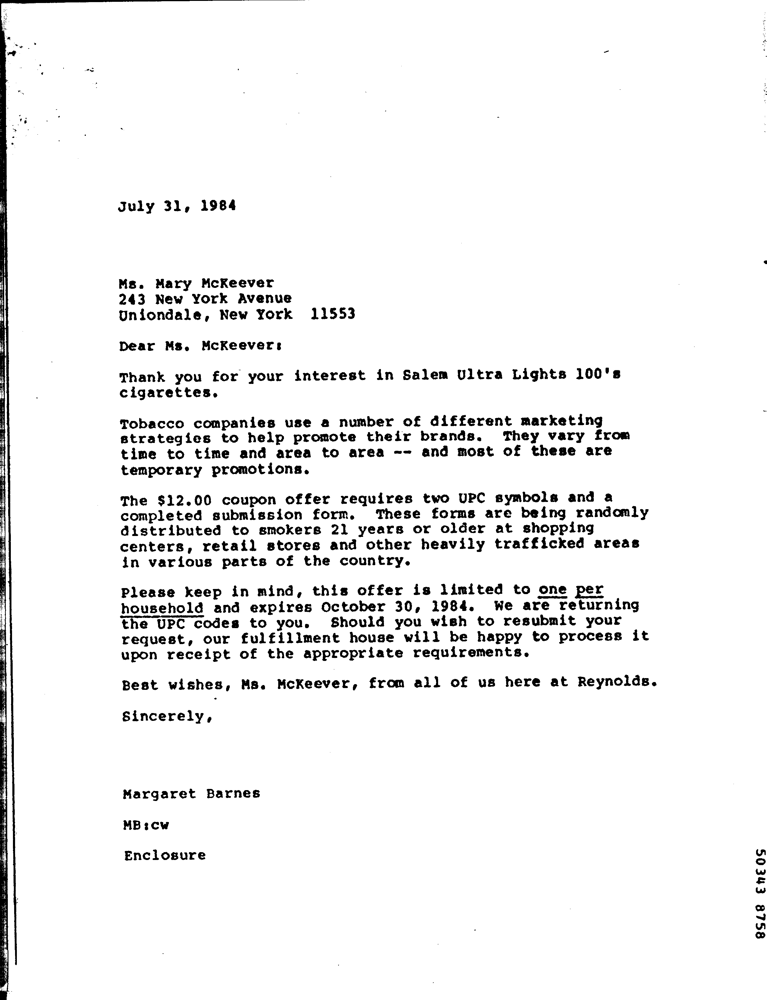 July 31, 1984
Ms. Mary McKeever
243 New York Avenue
Uniondale, New York  11553
Dear Ms. McKeever:
Thank you for your interest in Salem Ultra Lights 100's
cigarettes.
Tobacco companies use a number of different marketing
strategies to help promote their brands.  They vary from
time to time and area to area -- and most of these are
temporary promotions.
The $12.00 coupon offer requires two UPC symbols and a
completed submission form.  These forms are being randomly
distributed to smokers 21 years or older at shopping
centers, retail stores and other heavily trafficked areas
in various parts of the country.
Please keep in mind, this offer is limited to one per
household and expires October 30, 1984.  We are returning
the UPC codes to you.  Should you wish to resubmit your
request, our fulfillment house will be happy to process it
upon receipt of the appropriate requirements.
Best wishes, Ms. McKeever, from all of us here at Reynolds.
Sincerely,
Margaret Barnes
MB:cw
Enclosure
50343 8758